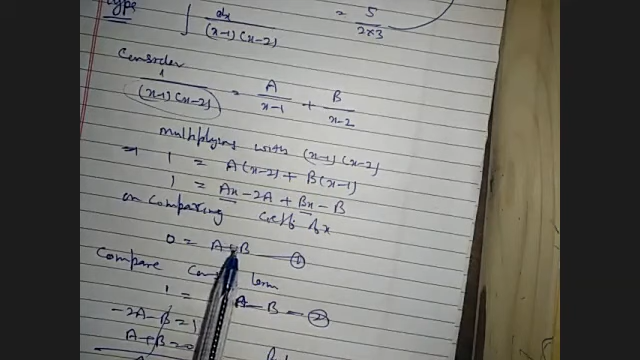 Type ∫ dx / (x-1)(x-2)
= 5 / 2×3
Consider
1 / (x-1)(x-2) = A / x-1 + B / x-2
multiplying with (x-1)(x-2)
⇒ 1 = A(x-2) + B(x-1)
1 = Ax - 2A + Bx - B
on comparing coeff of x
0 = A+B — ①
Compare term
1 = A - B — ②
-2A - B = 1
A + B = 0